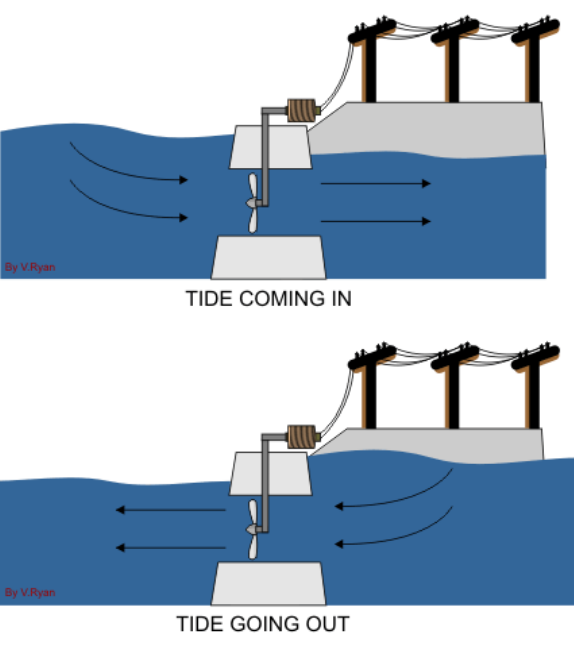 By V.Ryan
TIDE COMING IN
By V.Ryan
TIDE GOING OUT